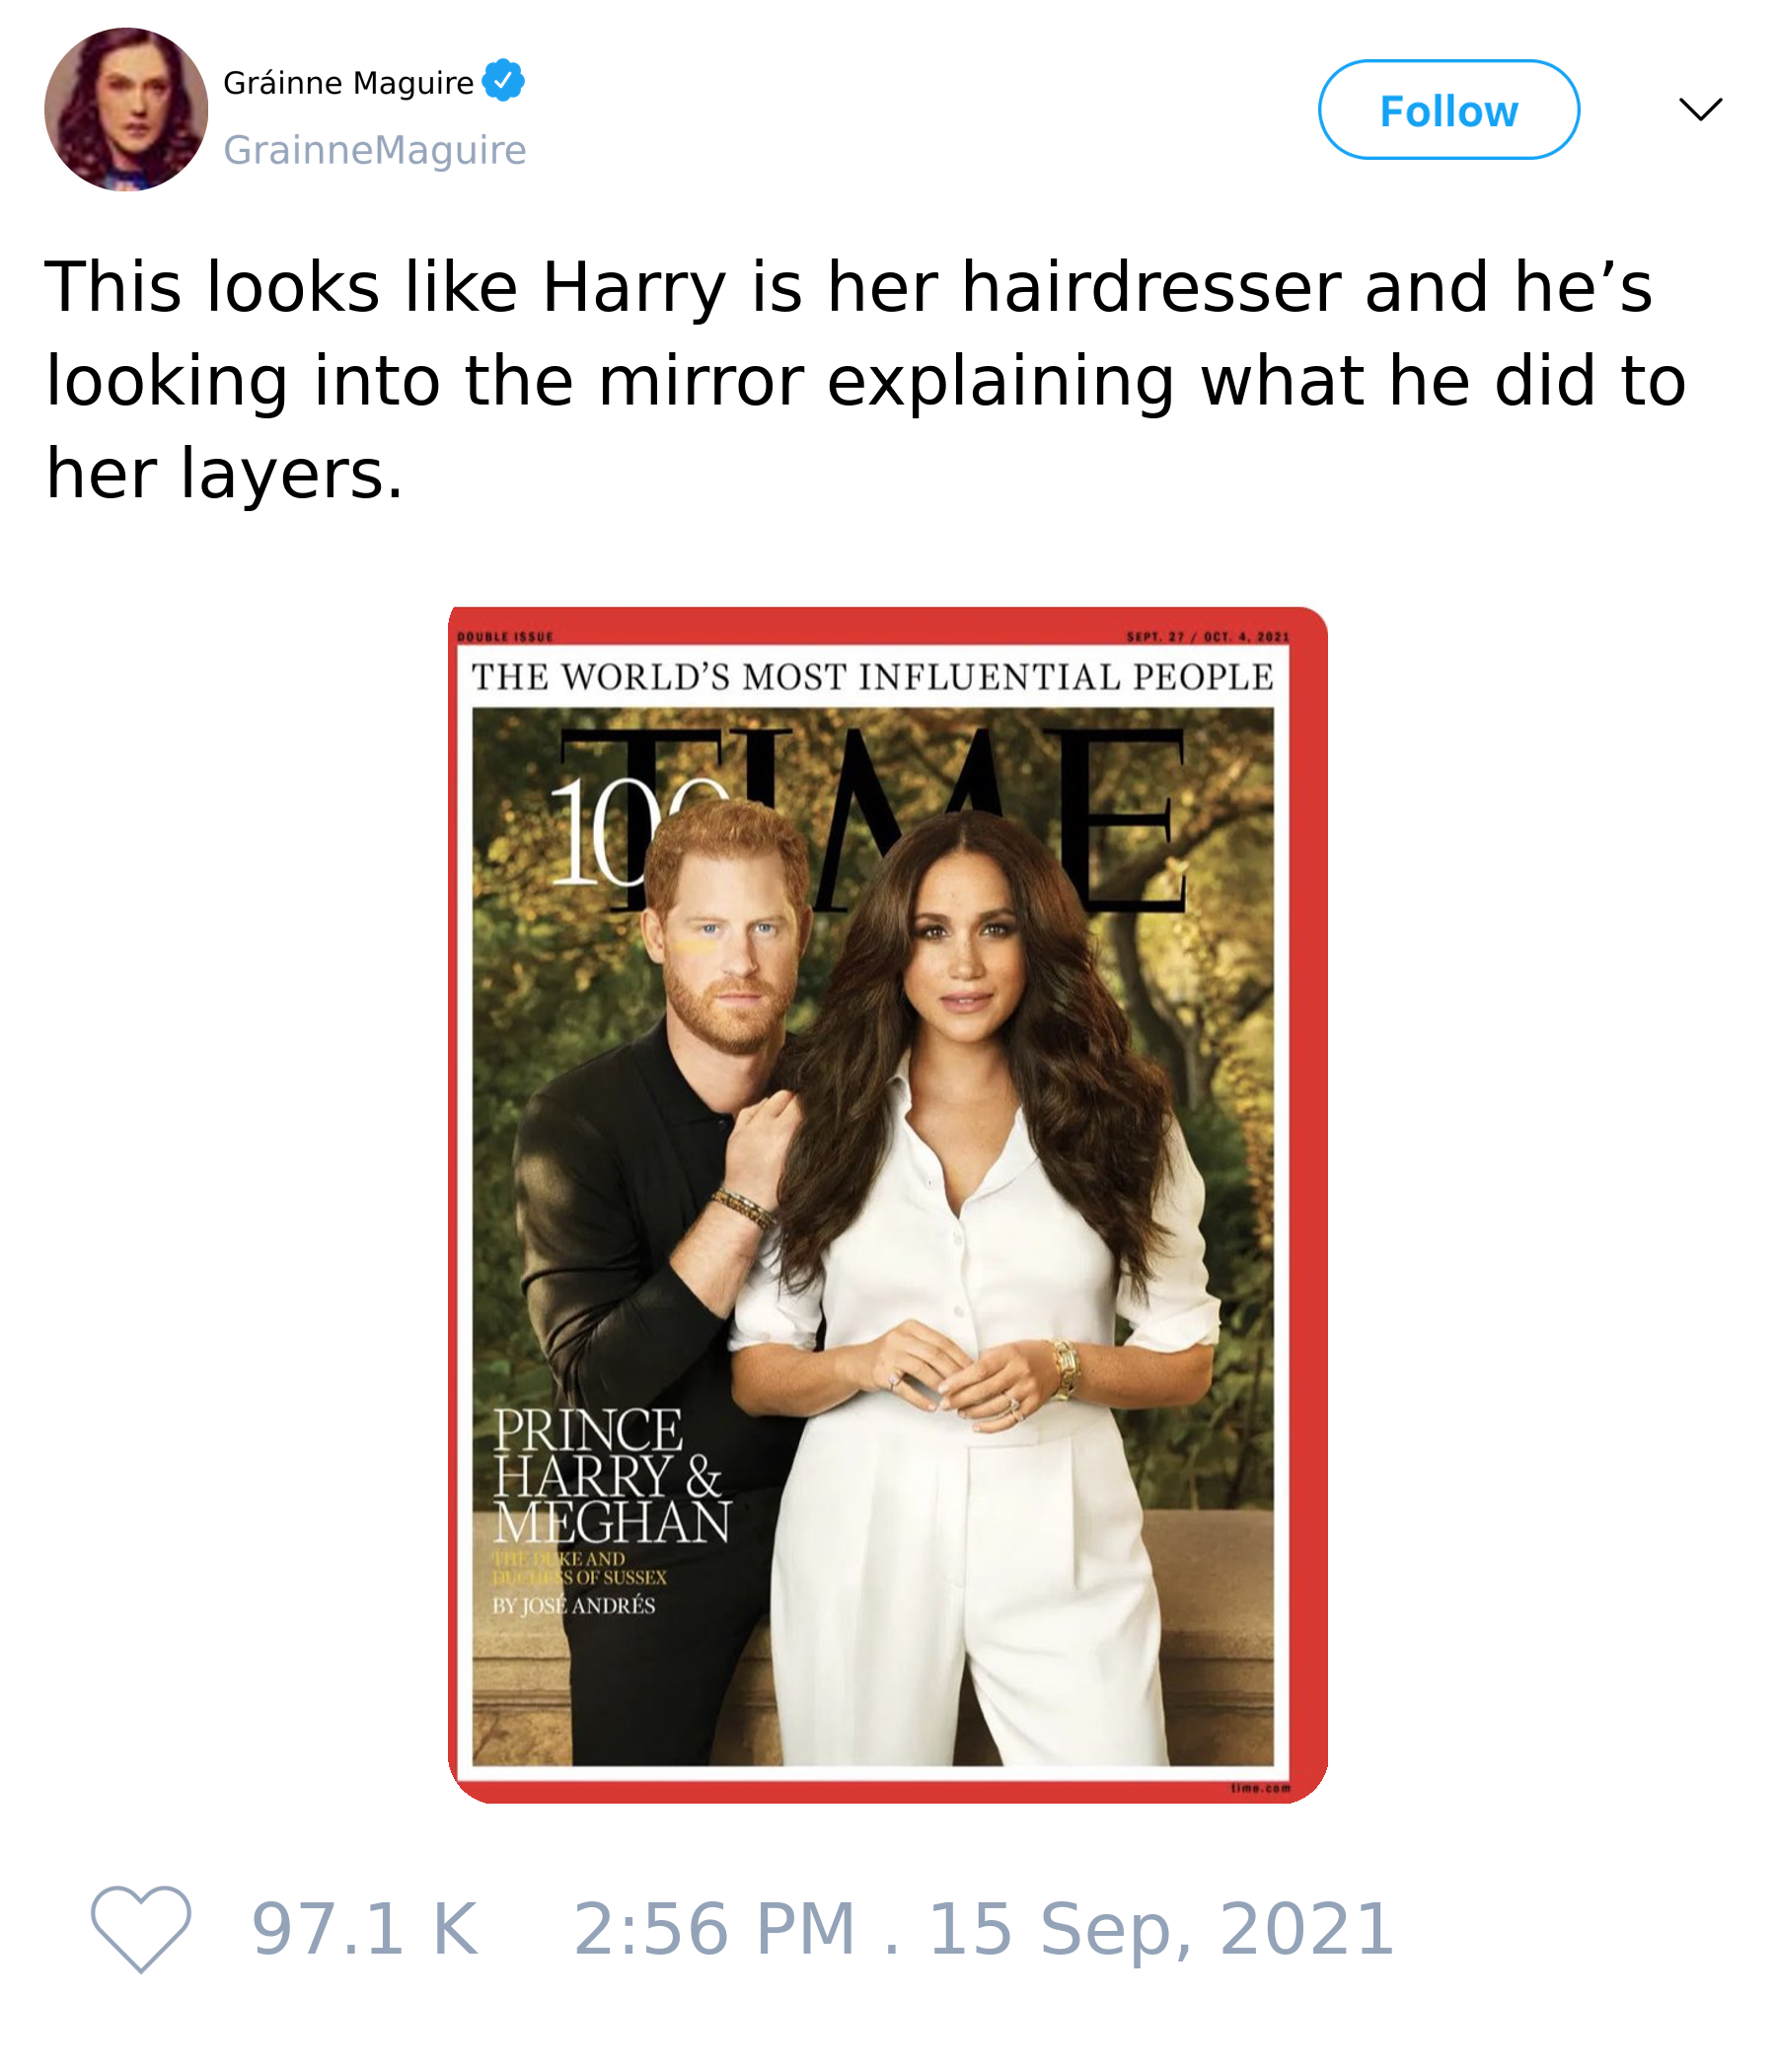 Gráinne Maguire
GrainneMaguire
Follow
This looks like Harry is her hairdresser and he’s
looking into the mirror explaining what he did to
her layers.
DOUBLE ISSUE
SEPT. 27 / OCT. 4, 2021
THE WORLD’S MOST INFLUENTIAL PEOPLE
TIME
100
PRINCE
HARRY &
MEGHAN
THE DUKE AND
DUCHESS OF SUSSEX
BY JOSÉ ANDRÉS
time.com
97.1 K
2:56 PM . 15 Sep, 2021